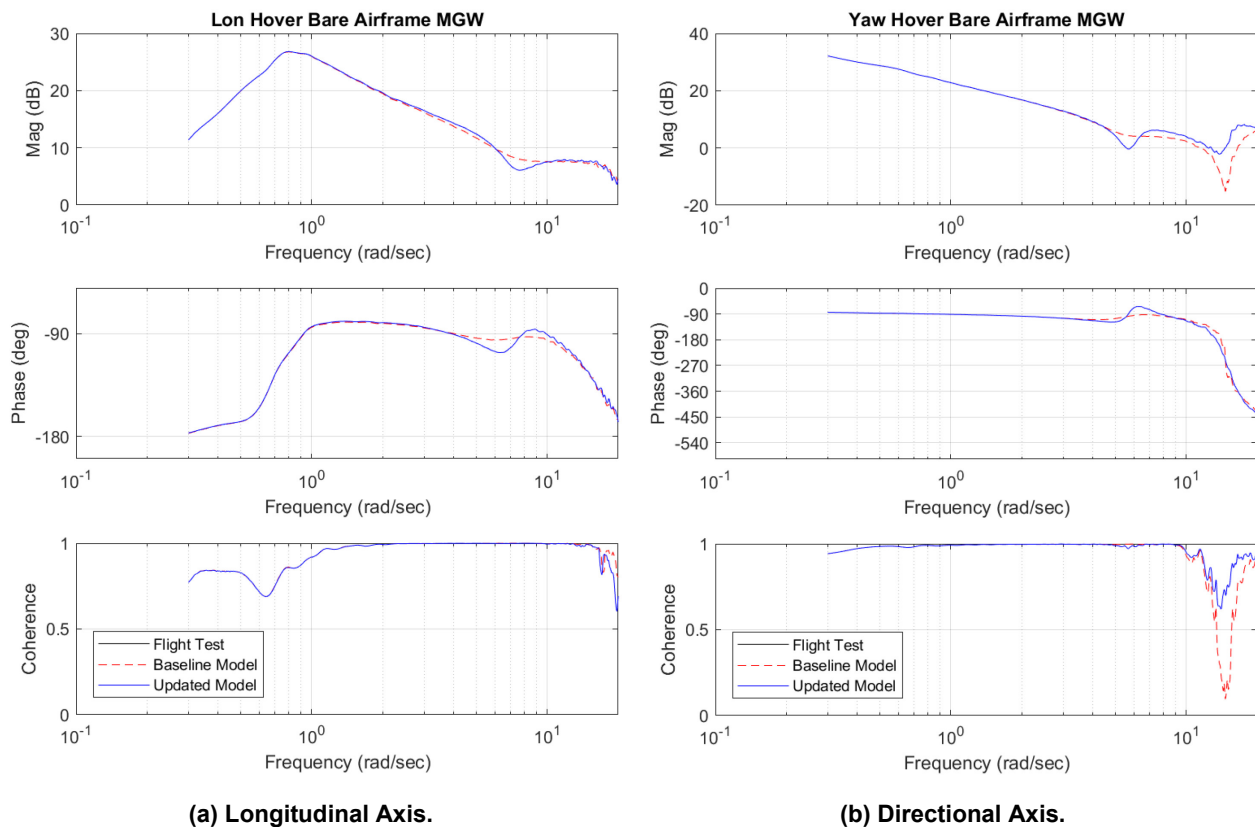 Lon Hover Bare Airframe MGW
30
20
10
0
Mag (dB)
10^-1
10^0
10^1
Frequency (rad/sec)
-90
-180
Phase (deg)
10^-1
10^0
10^1
Frequency (rad/sec)
1
0.5
0
Coherence
Flight Test
Baseline Model
Updated Model
10^-1
10^0
10^1
Frequency (rad/sec)
(a) Longitudinal Axis.
Yaw Hover Bare Airframe MGW
40
20
0
-20
Mag (dB)
10^-1
10^0
10^1
Frequency (rad/sec)
0
-90
-180
-270
-360
-450
-540
Phase (deg)
10^-1
10^0
10^1
Frequency (rad/sec)
1
0.5
0
Coherence
Flight Test
Baseline Model
Updated Model
10^-1
10^0
10^1
Frequency (rad/sec)
(b) Directional Axis.